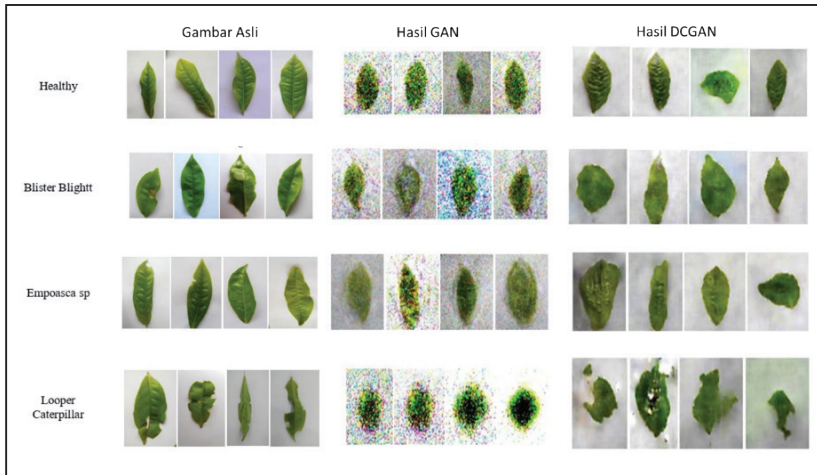 Gambar Asli
Hasil GAN
Hasil DCGAN
Healthy
Blister Blightt
Empoasca sp
Looper
Caterpillar